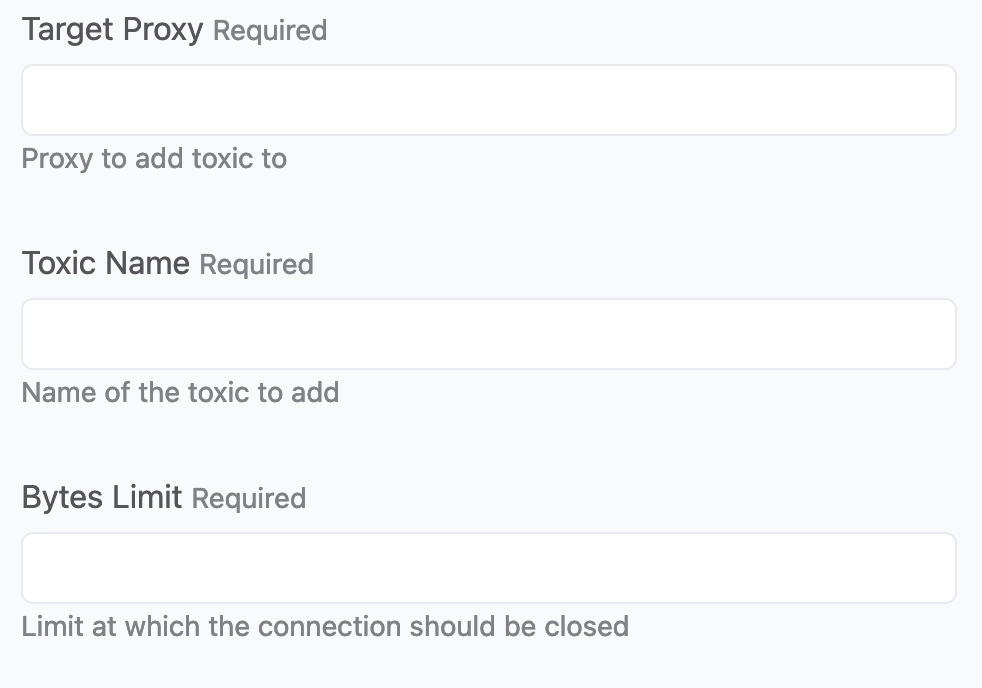 Target Proxy Required
Proxy to add toxic to
Toxic Name Required
Name of the toxic to add
Bytes Limit Required
Limit at which the connection should be closed